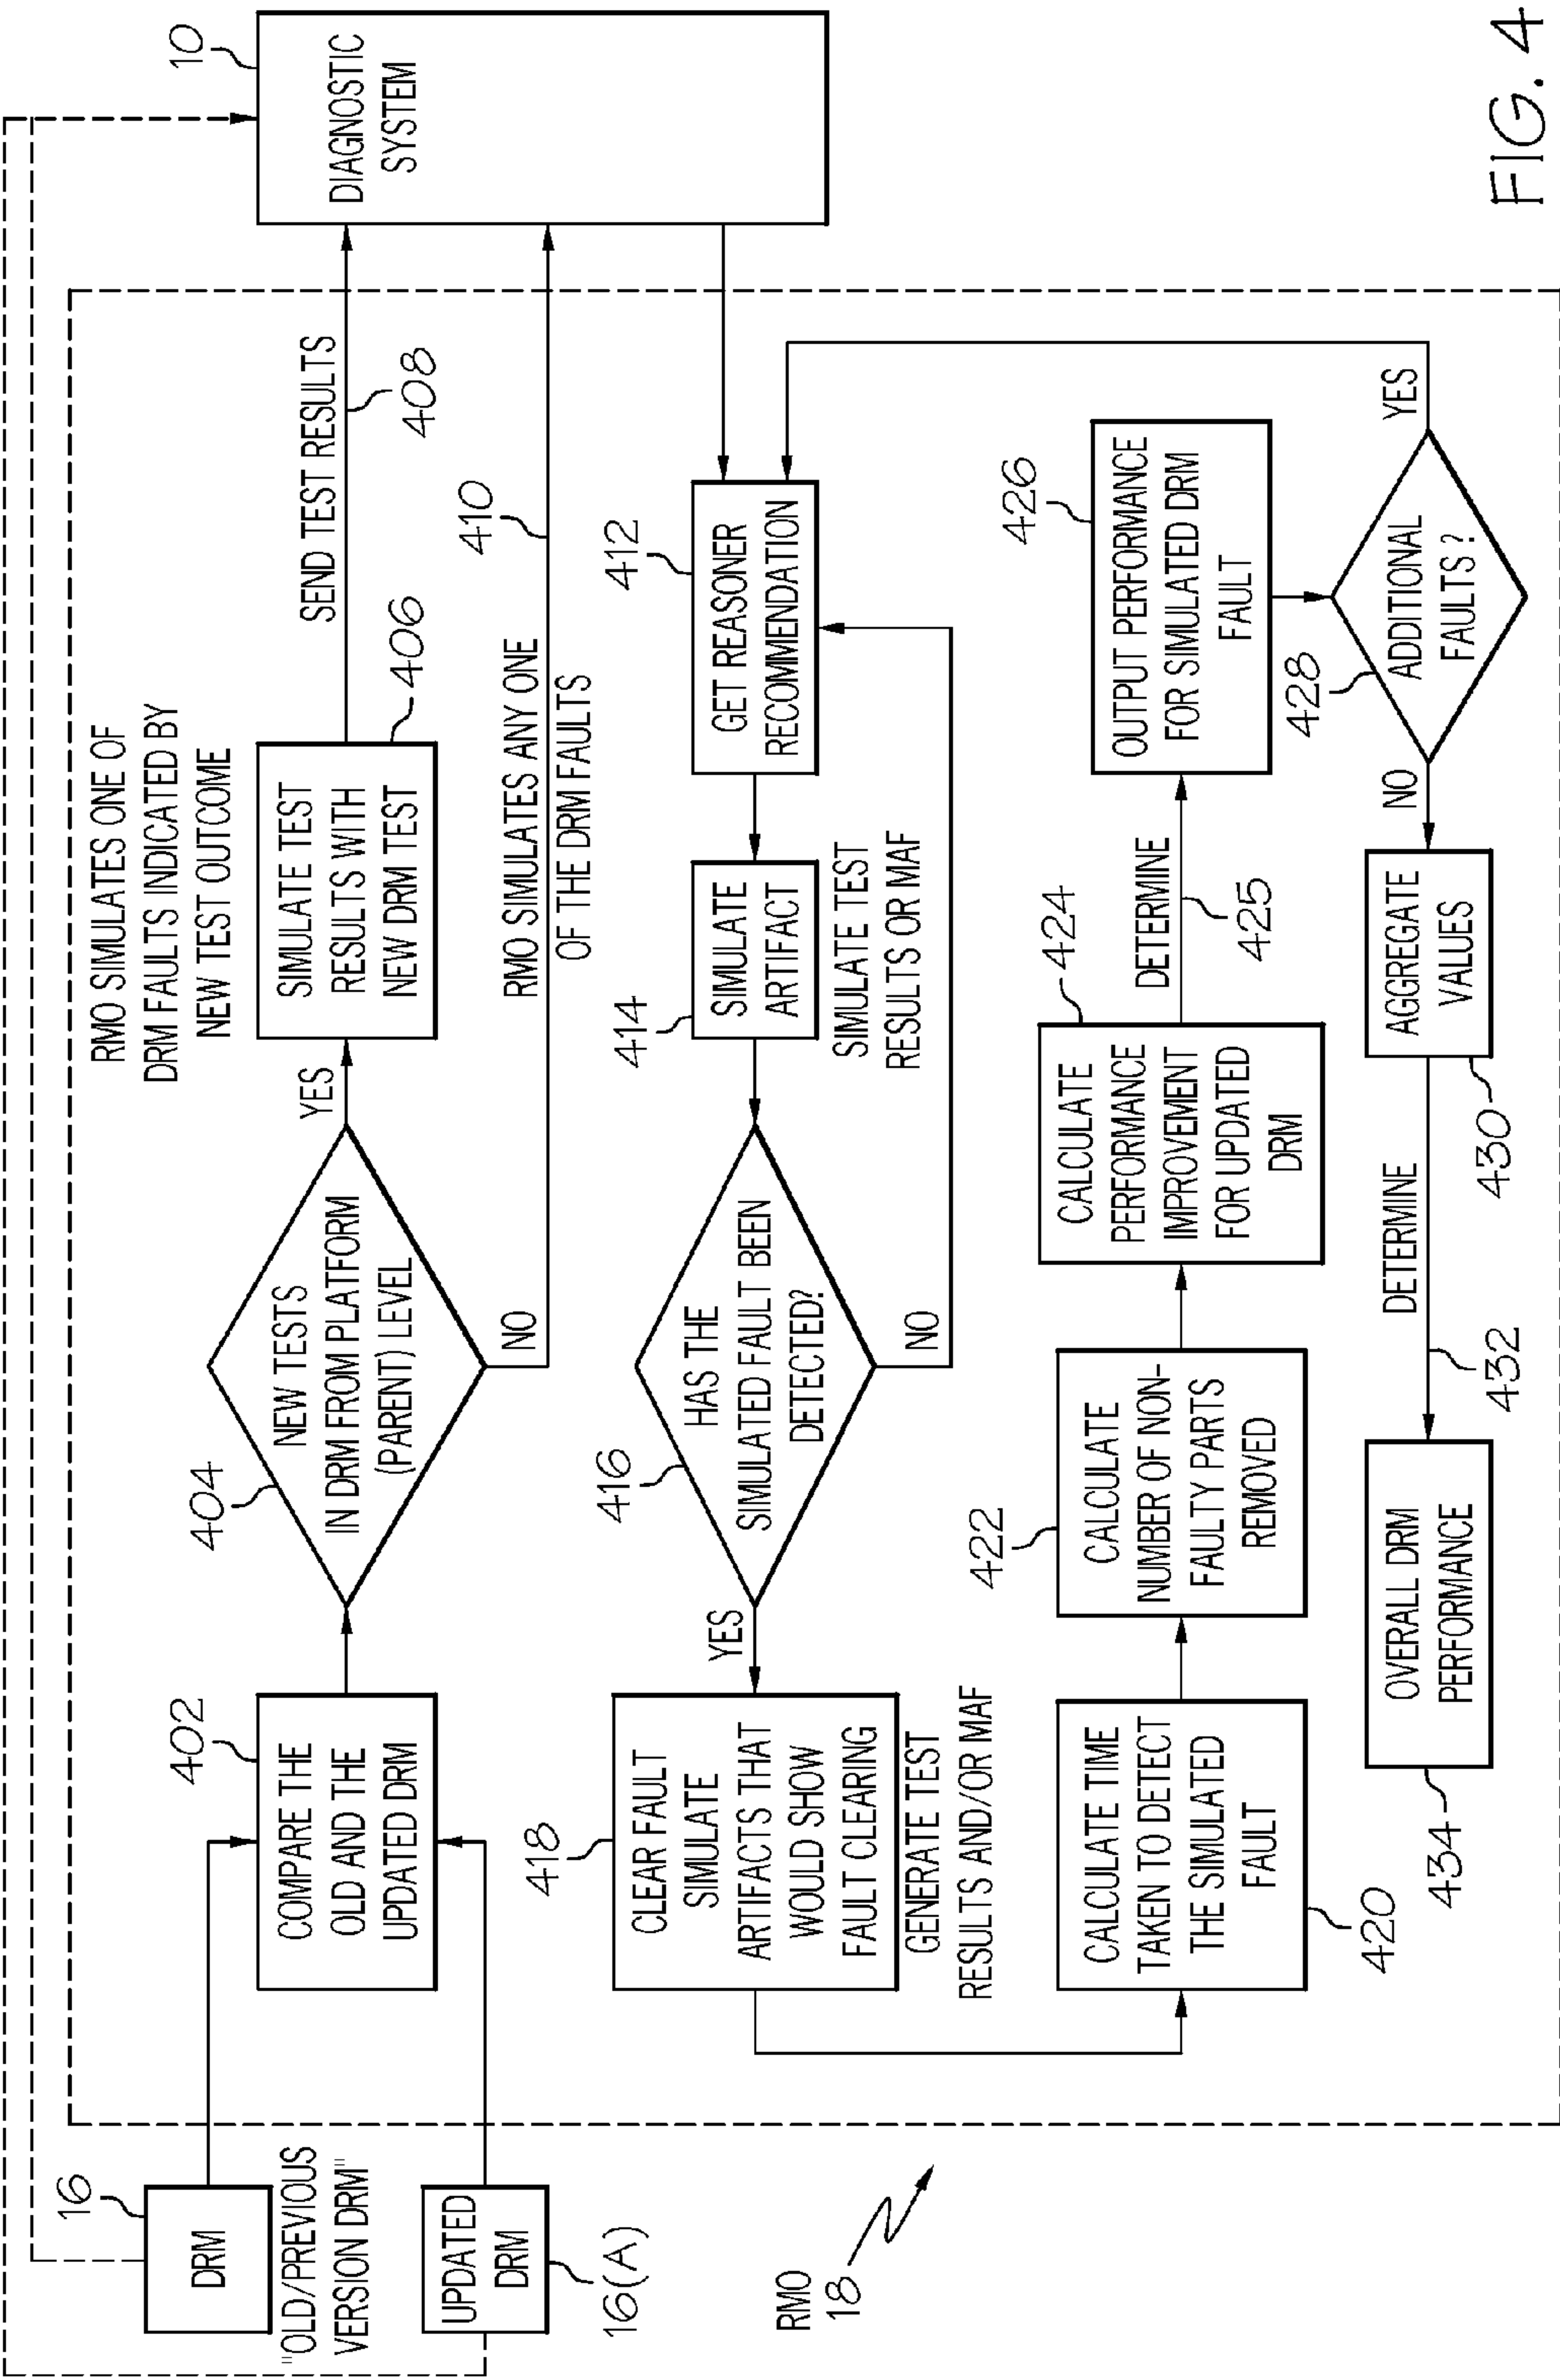 16
DRM
"OLD/PREVIOUS
VERSION DRM"
UPDATED
DRM
16(A)
RMO
18
402
COMPARE THE
OLD AND THE
UPDATED DRM
404
NEW TESTS
IN DRM FROM PLATFORM
(PARENT) LEVEL
YES
NO
RMO SIMULATES ONE OF
DRM FAULTS INDICATED BY
NEW TEST OUTCOME
SIMULATE TEST
RESULTS WITH
NEW DRM TEST
406
SEND TEST RESULTS
408
410
RMO SIMULATES ANY ONE
OF THE DRM FAULTS
10
DIAGNOSTIC
SYSTEM
412
GET REASONER
RECOMMENDATION
414
SIMULATE
ARTIFACT
SIMULATE TEST
RESULTS OR MAF
416
HAS THE
SIMULATED FAULT BEEN
DETECTED?
NO
YES
418
CLEAR FAULT
SIMULATE
ARTIFACTS THAT
WOULD SHOW
FAULT CLEARING
GENERATE TEST
RESULTS AND/OR MAF
CALCULATE TIME
TAKEN TO DETECT
THE SIMULATED
FAULT
420
422
CALCULATE
NUMBER OF NON-
FAULTY PARTS
REMOVED
424
CALCULATE
PERFORMANCE
IMPROVEMENT
FOR UPDATED
DRM
DETERMINE
425
426
OUTPUT PERFORMANCE
FOR SIMULATED DRM
FAULT
428
ADDITIONAL
FAULTS?
YES
NO
AGGREGATE
VALUES
430
DETERMINE
432
OVERALL DRM
PERFORMANCE
434
FIG. 4